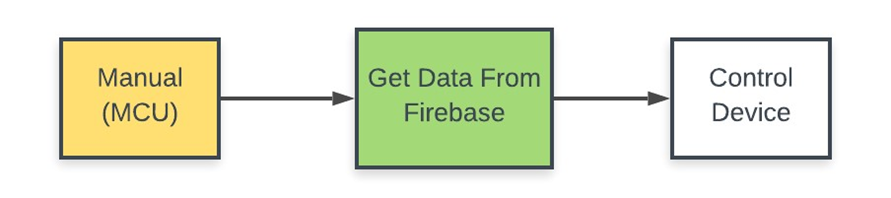 Manual
(MCU)
Get Data From
Firebase
Control
Device